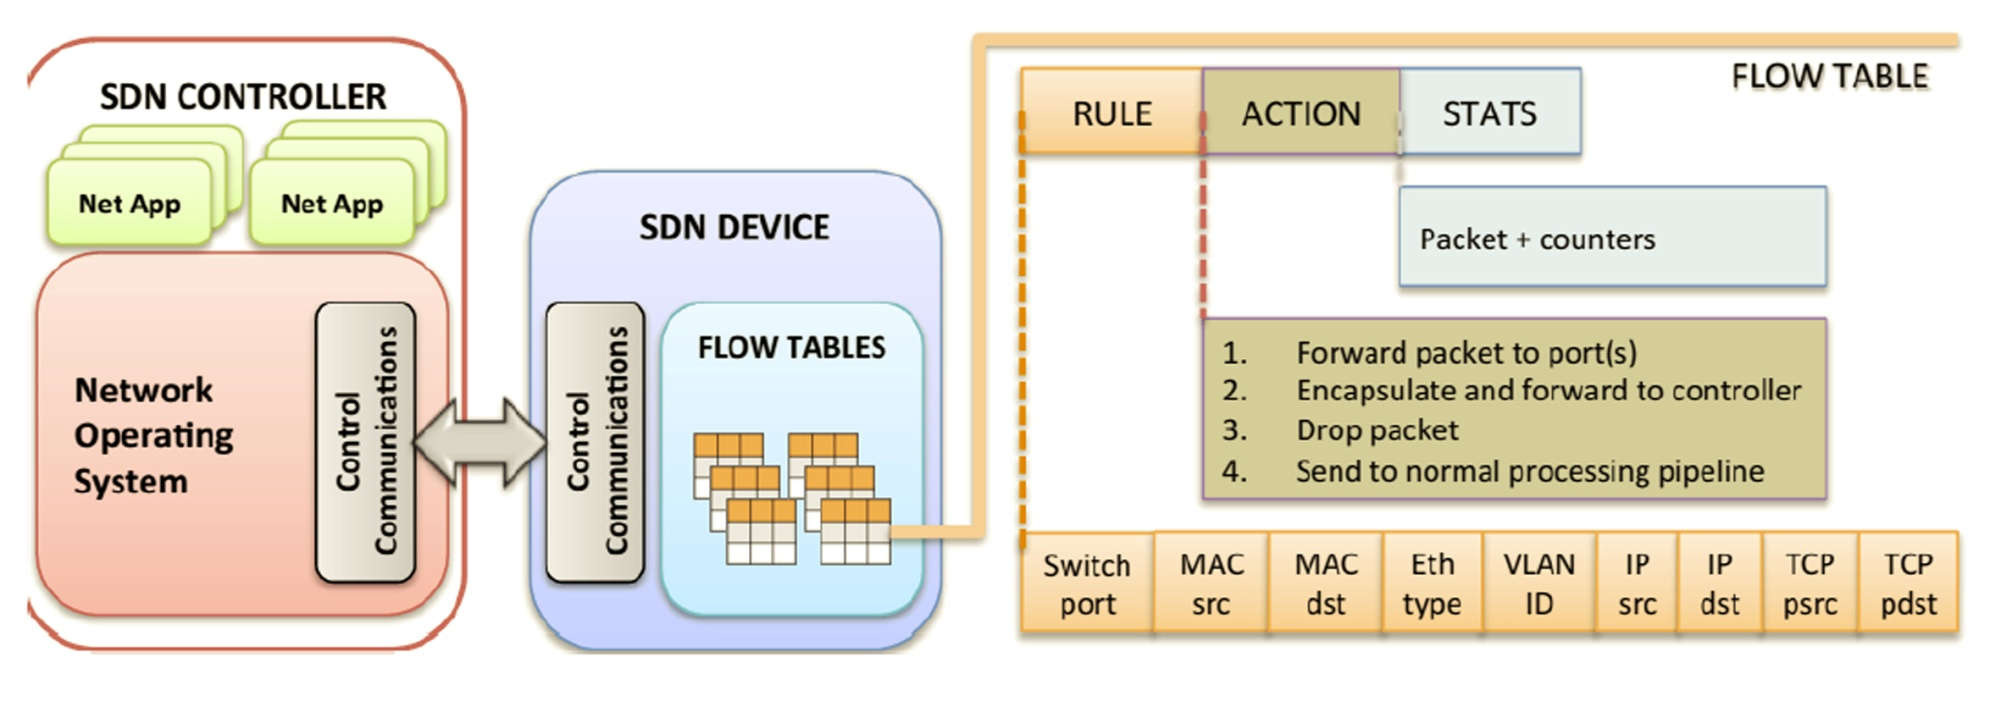 SDN CONTROLLER
Net App
Net App
Network
Operating
System
Control
Communications
SDN DEVICE
Control
Communications
FLOW TABLES
FLOW TABLE
RULE
ACTION
STATS
Packet + counters
1. Forward packet to port(s)
2. Encapsulate and forward to controller
3. Drop packet
4. Send to normal processing pipeline
Switch
port
MAC
src
MAC
dst
Eth
type
VLAN
ID
IP
src
IP
dst
TCP
psrc
TCP
pdst